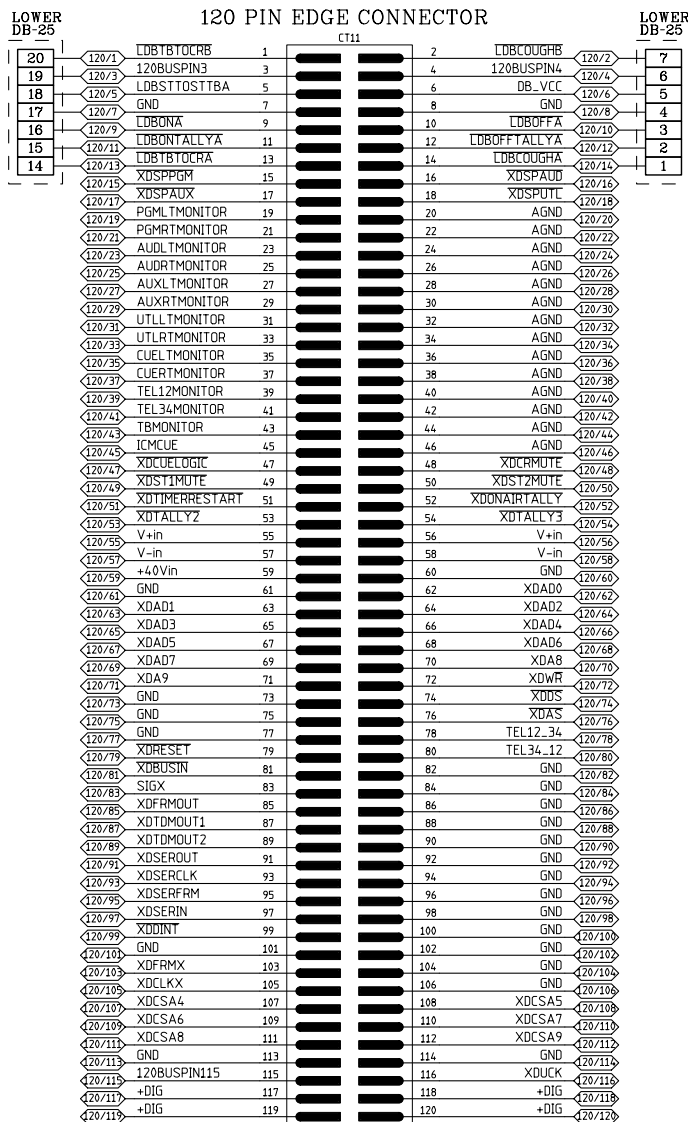 LOWER 120 PIN EDGE CONNECTOR LOWER
DB-25 CT11 DB-25
20 120/1 LDBTBTOCRB 1 2 LDBCOUGHB 120/2 7
19 120/3 120BUSPIN3 3 4 120BUSPIN4 120/4 6
18 120/5 LDBSTTOSTTBA 5 6 DB_VCC 120/6 5
17 120/7 GND 7 8 GND 120/8 4
16 120/9 LDBONA 9 10 LDBOFFA 120/10 3
15 120/11 LDBONTALLYA 11 12 LDBOFFTALLYA 120/12 2
14 120/13 LDBTBTOCRA 13 14 LDBCOUGHA 120/14 1
120/15 XDSPPGM 15 16 XDSPAUD 120/16
120/17 XDSPAUX 17 18 XDSPUTL 120/18
120/19 PGMLTMONITOR 19 20 AGND 120/20
120/21 PGMRTMONITOR 21 22 AGND 120/22
120/23 AUDLTMONITOR 23 24 AGND 120/24
120/25 AUDRTMONITOR 25 26 AGND 120/26
120/27 AUXLTMONITOR 27 28 AGND 120/28
120/29 AUXRTMONITOR 29 30 AGND 120/30
120/31 UTLLTMONITOR 31 32 AGND 120/32
120/33 UTLRTMONITOR 33 34 AGND 120/34
120/35 CUELTMONITOR 35 36 AGND 120/36
120/37 CUERTMONITOR 37 38 AGND 120/38
120/39 TEL12MONITOR 39 40 AGND 120/40
120/41 TEL34MONITOR 41 42 AGND 120/42
120/43 TBMONITOR 43 44 AGND 120/44
120/45 ICMCUE 45 46 AGND 120/46
120/47 XDCUELOGIC 47 48 XDCRMUTE 120/48
120/49 XDST1MUTE 49 50 XDST2MUTE 120/50
120/51 XDTIMERRESTART 51 52 XDONAIRTALLY 120/52
120/53 XDTALLY2 53 54 XDTALLY3 120/54
120/55 V+in 55 56 V+in 120/56
120/57 V-in 57 58 V-in 120/58
120/59 +40Vin 59 60 GND 120/60
120/61 GND 61 62 XDAD0 120/62
120/63 XDAD1 63 64 XDAD2 120/64
120/65 XDAD3 65 66 XDAD4 120/66
120/67 XDAD5 67 68 XDAD6 120/68
120/69 XDAD7 69 70 XDA8 120/70
120/71 XDA9 71 72 XDWR 120/72
120/73 GND 73 74 XDDS 120/74
120/75 GND 75 76 XDAS 120/76
120/77 GND 77 78 TEL12_34 120/78
120/79 XDRESET 79 80 TEL34_12 120/80
120/81 XDBUSIN 81 82 GND 120/82
120/83 SIGX 83 84 GND 120/84
120/85 XDFRMOUT 85 86 GND 120/86
120/87 XDTDMOUT1 87 88 GND 120/88
120/89 XDTDMOUT2 89 90 GND 120/90
120/91 XDSEROUT 91 92 GND 120/92
120/93 XDSERCLK 93 94 GND 120/94
120/95 XDSERFRM 95 96 GND 120/96
120/97 XDSERIN 97 98 GND 120/98
120/99 XDDINT 99 100 GND 120/100
120/101 GND 101 102 GND 120/102
120/103 XDFRMX 103 104 GND 120/104
120/105 XDCLKX 105 106 GND 120/106
120/107 XDCSA4 107 108 XDCSA5 120/108
120/109 XDCSA6 109 110 XDCSA7 120/110
120/111 XDCSA8 111 112 XDCSA9 120/112
120/113 GND 113 114 GND 120/114
120/115 120BUSPIN115 115 116 XDUCK 120/116
120/117 +DIG 117 118 +DIG 120/118
120/119 +DIG 119 120 +DIG 120/120